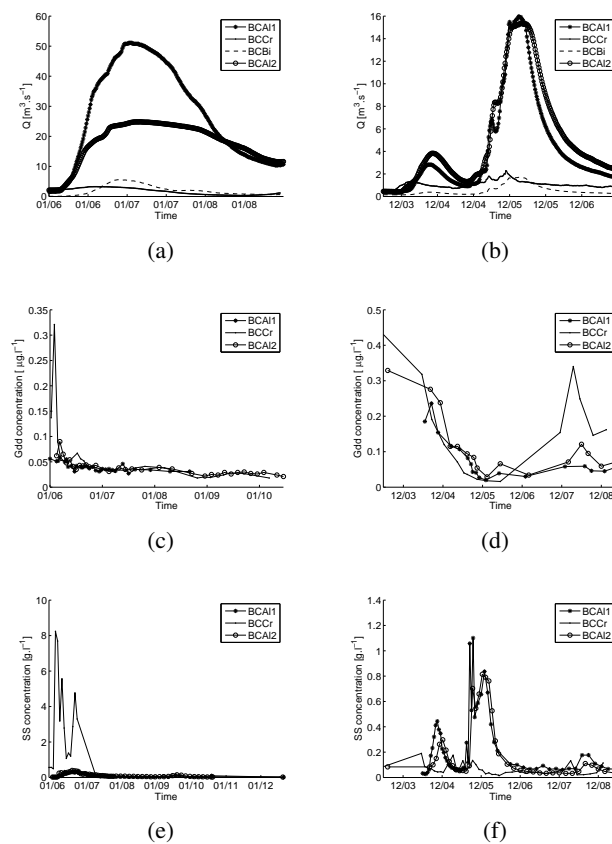 60
50
40
30
20
10
0
Q [m³.s⁻¹]
01/06 01/06 01/07 01/07 01/08 01/08
Time
BCAl1
BCCr
BCBi
BCAl2
(a)
16
14
12
10
8
6
4
2
0
Q [m³.s⁻¹]
12/03 12/04 12/04 12/05 12/05 12/06
Time
BCAl1
BCCr
BCBi
BCAl2
(b)
0.35
0.3
0.25
0.2
0.15
0.1
0.05
0
Gdd concentration [ µg.l⁻¹]
01/06 01/07 01/08 01/09 01/10
Time
BCAl1
BCCr
BCAl2
(c)
0.5
0.4
0.3
0.2
0.1
0
Gdd concentration [ µg.l⁻¹]
12/03 12/04 12/05 12/06 12/07 12/08
Time
BCAl1
BCCr
BCAl2
(d)
10
8
6
4
2
0
SS concentration [g.l⁻¹]
01/06 01/07 01/08 01/09 01/10 01/11 01/12
Time
BCAl1
BCCr
BCAl2
(e)
1.4
1.2
1
0.8
0.6
0.4
0.2
0
SS concentration [g.l⁻¹]
12/03 12/04 12/05 12/06 12/07 12/08
Time
BCAl1
BCCr
BCAl2
(f)